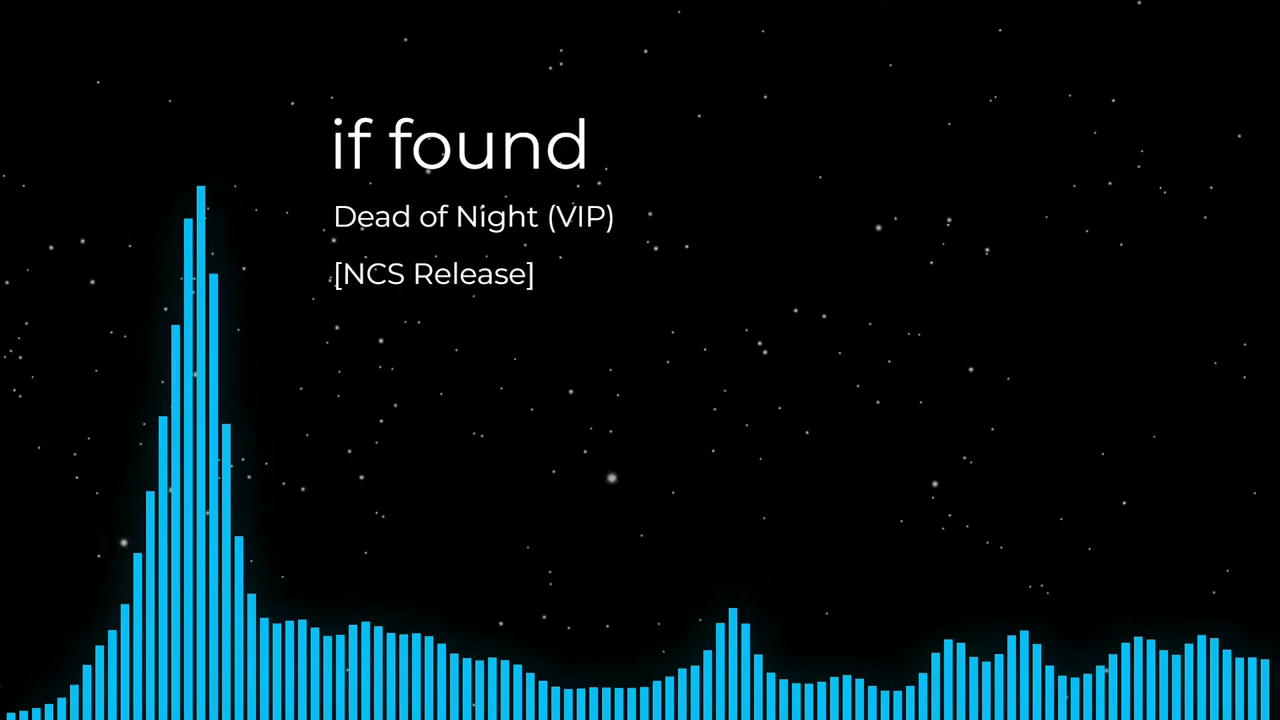 if found
Dead of Night (VIP)
[NCS Release]